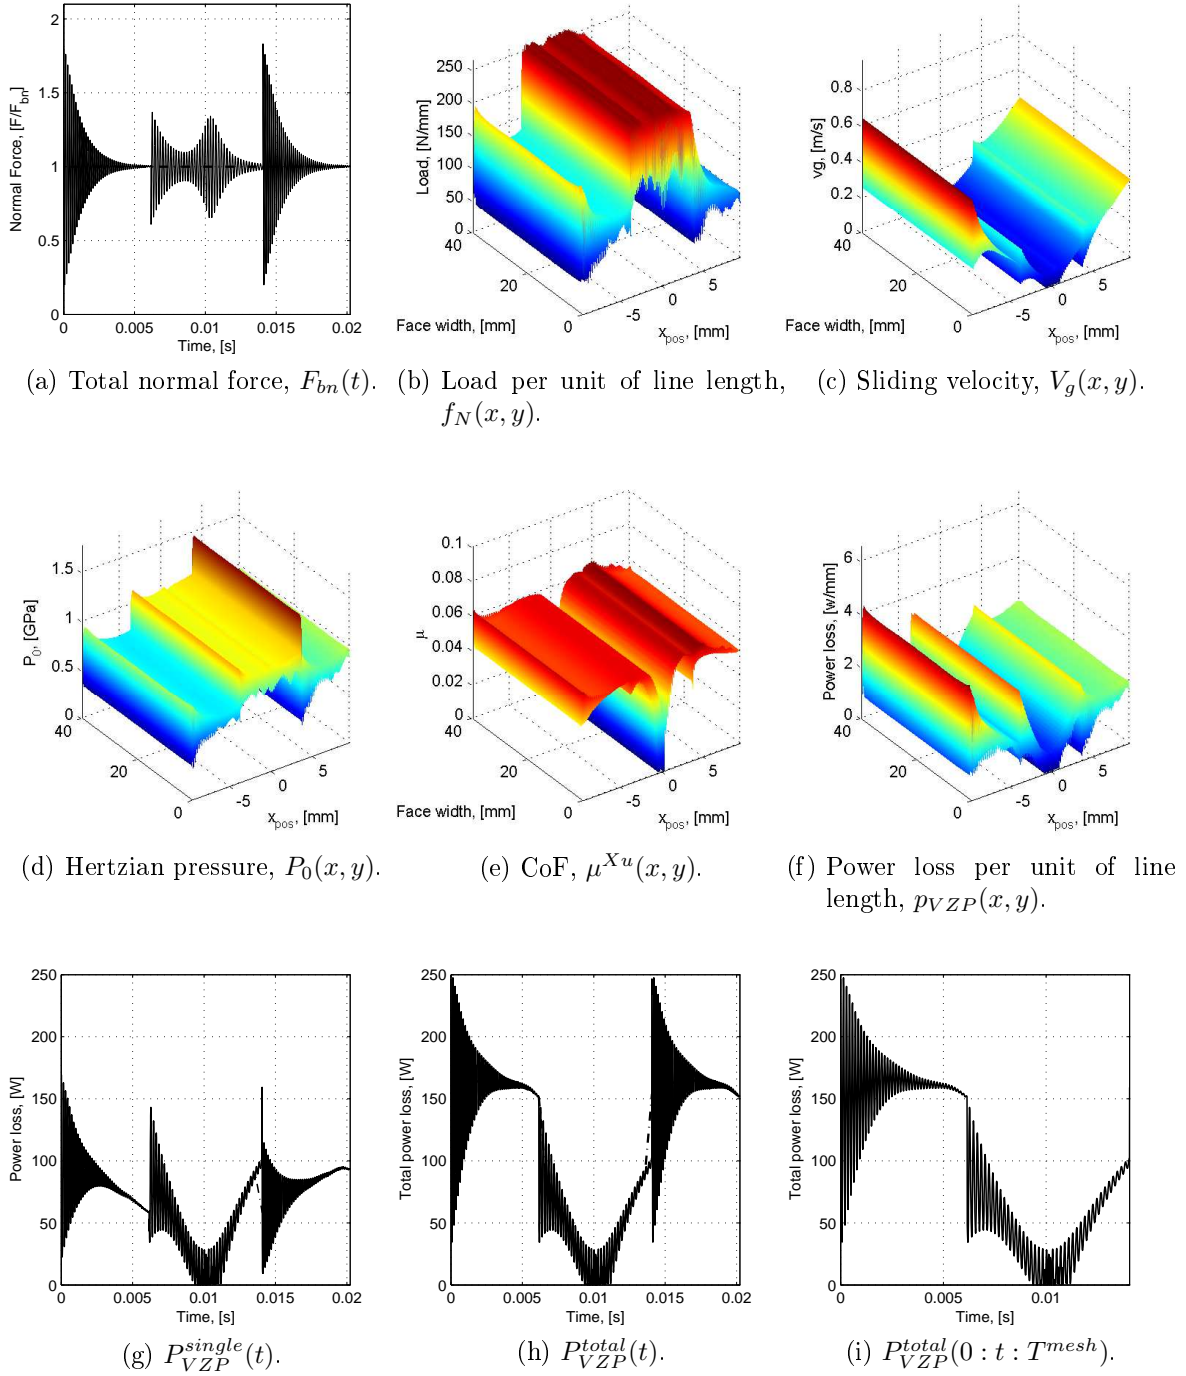 2
1.5
1
0.5
0
Normal Force, [F/F_bn]
0 0.005 0.01 0.015 0.02
Time, [s]
(a) Total normal force, F_bn(t).
250
200
150
100
50
0
Load, [N/mm]
40
20
0
Face width, [mm]
-5 0 5
x_pos, [mm]
(b) Load per unit of line length,
f_N(x, y).
0.8
0.6
0.4
0.2
0
vg, [m/s]
40
20
0
Face width, [mm]
-5 0 5
x_pos, [mm]
(c) Sliding velocity, V_g(x, y).
1.5
1
0.5
0
P_0, [GPa]
40
20
0
-5 0 5
x_pos, [mm]
(d) Hertzian pressure, P_0(x, y).
0.1
0.08
0.06
0.04
0.02
0
μ
40
20
0
Face width, [mm]
-5 0 5
x_pos, [mm]
(e) CoF, μ^Xu(x, y).
6
4
2
0
Power loss, [w/mm]
40
20
0
-5 0 5
x_pos, [mm]
(f) Power loss per unit of line
length, p_VZP(x, y).
250
200
150
100
50
0
Power loss, [W]
0 0.005 0.01 0.015 0.02
Time, [s]
(g) P_VZP^single(t).
250
200
150
100
50
0
Total power loss, [W]
0 0.005 0.01 0.015 0.02
Time, [s]
(h) P_VZP^total(t).
250
200
150
100
50
0
Total power loss, [W]
0 0.005 0.01
Time, [s]
(i) P_VZP^total(0 : t : T^mesh).